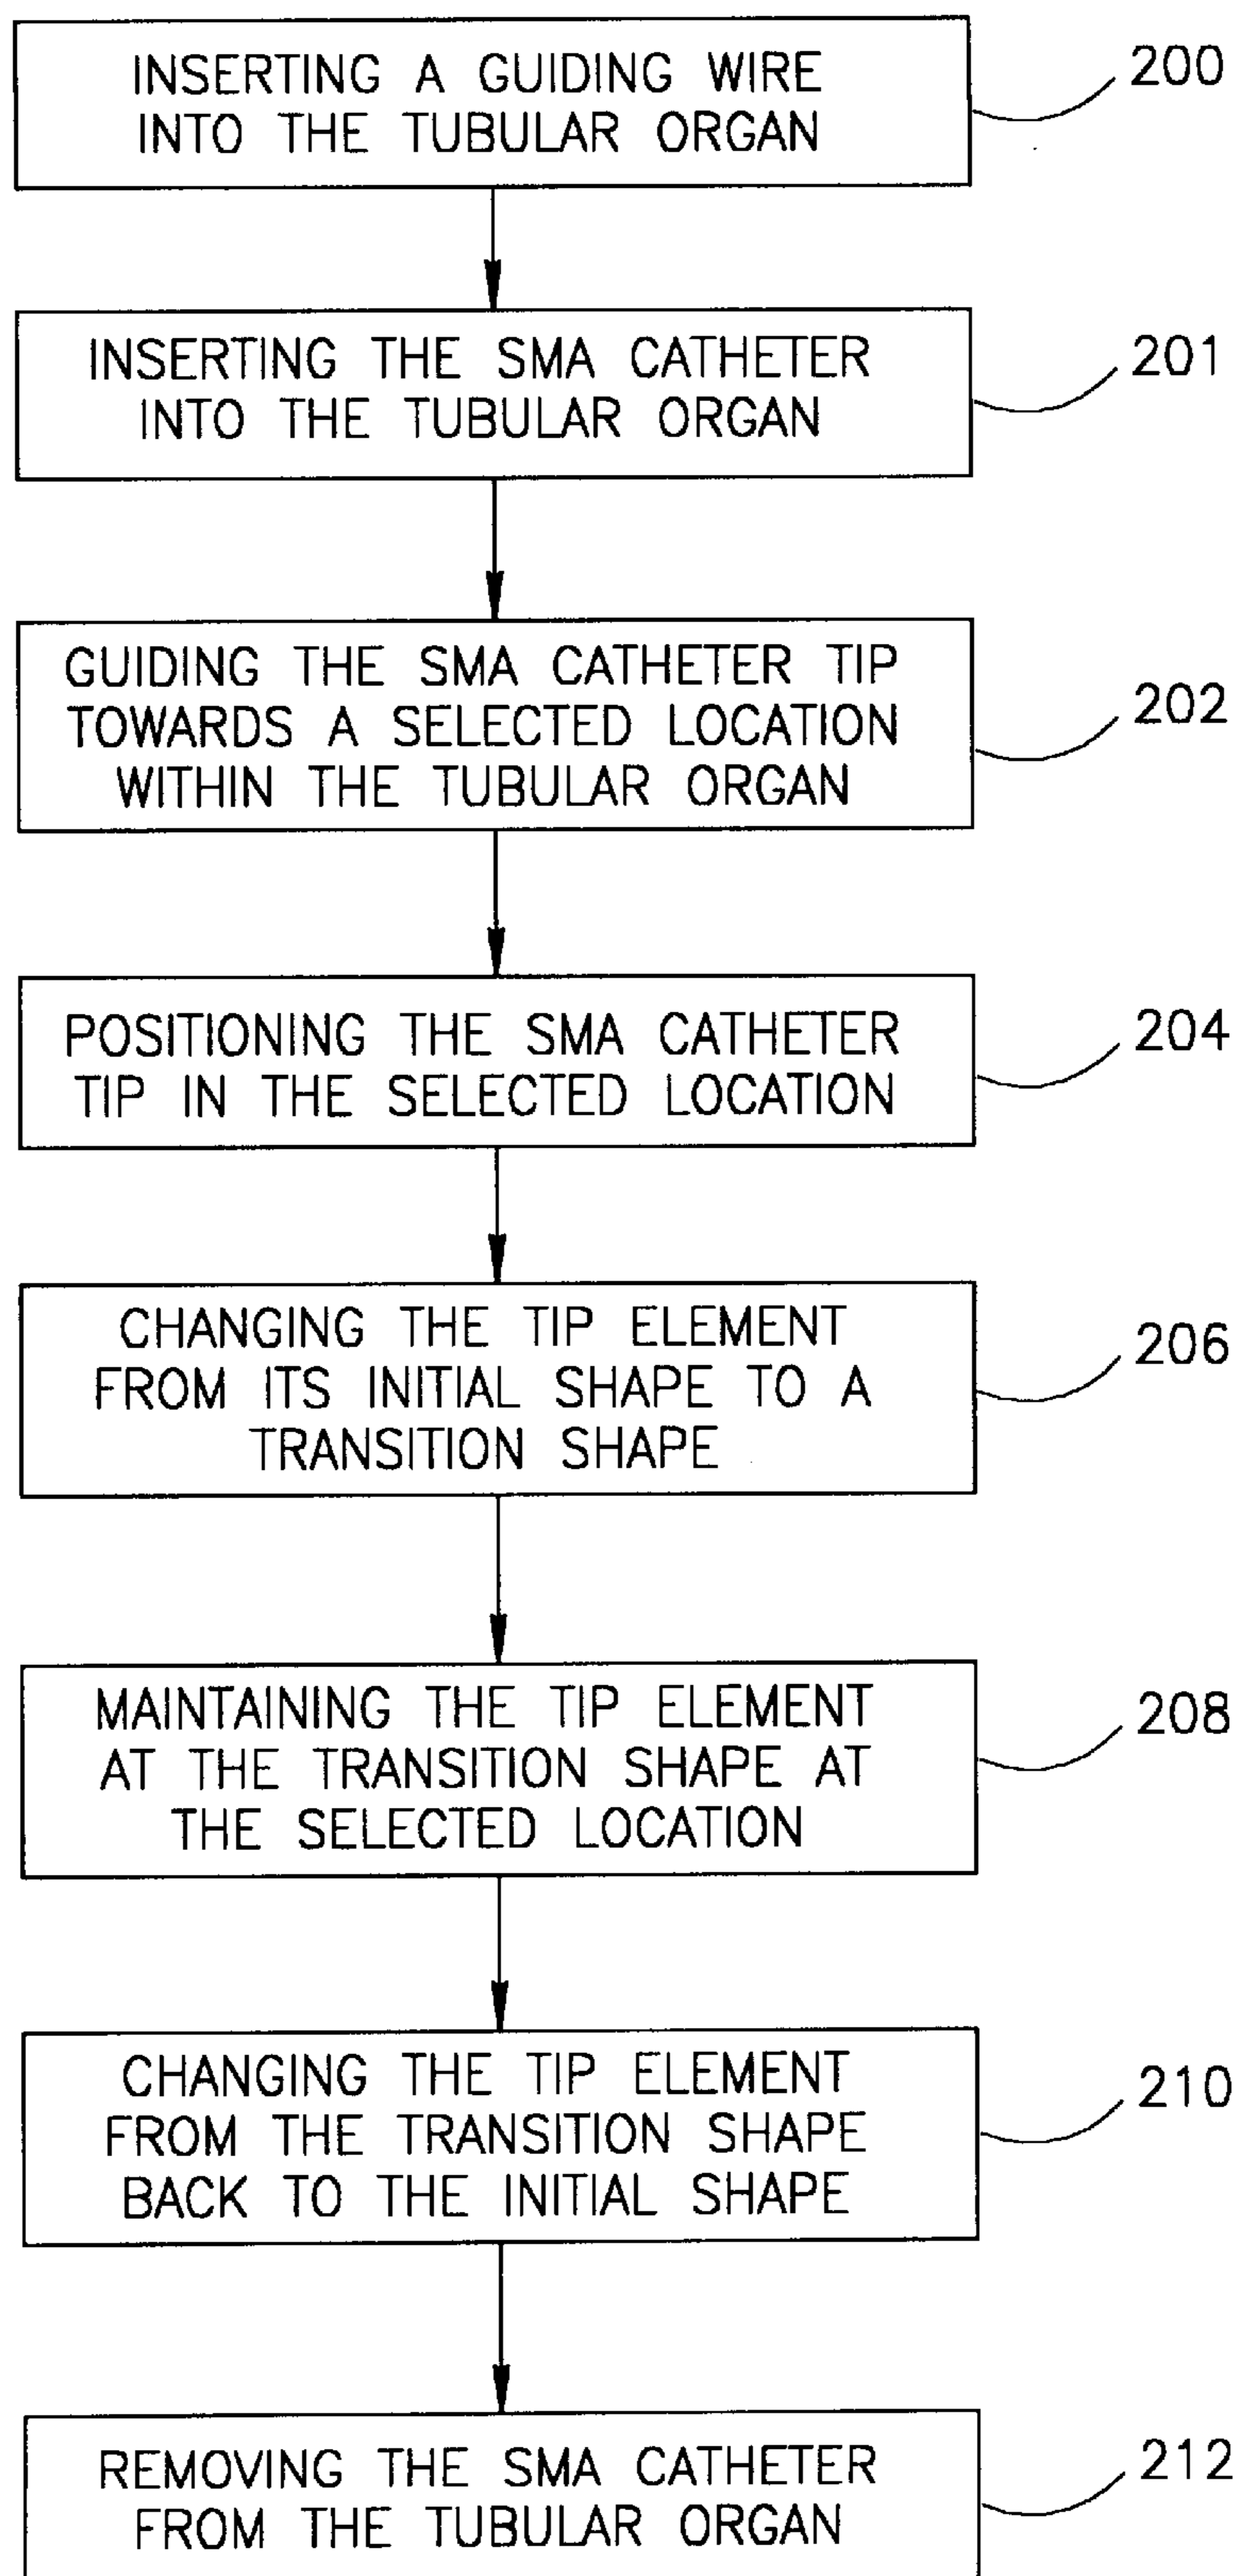 INSERTING A GUIDING WIRE
INTO THE TUBULAR ORGAN
200
INSERTING THE SMA CATHETER
INTO THE TUBULAR ORGAN
201
GUIDING THE SMA CATHETER TIP
TOWARDS A SELECTED LOCATION
WITHIN THE TUBULAR ORGAN
202
POSITIONING THE SMA CATHETER
TIP IN THE SELECTED LOCATION
204
CHANGING THE TIP ELEMENT
FROM ITS INITIAL SHAPE TO A
TRANSITION SHAPE
206
MAINTAINING THE TIP ELEMENT
AT THE TRANSITION SHAPE AT
THE SELECTED LOCATION
208
CHANGING THE TIP ELEMENT
FROM THE TRANSITION SHAPE
BACK TO THE INITIAL SHAPE
210
REMOVING THE SMA CATHETER
FROM THE TUBULAR ORGAN
212